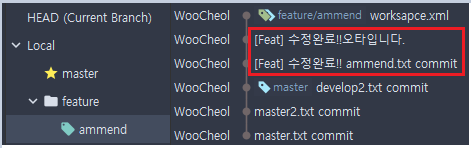 HEAD (Current Branch)
Local
master
feature
ammend
WooCheol feature/ammend worksapce.xml
WooCheol [Feat] 수정완료!!오타입니다.
WooCheol [Feat] 수정완료!! ammend.txt commit
WooCheol master develop2.txt commit
WooCheol master2.txt commit
WooCheol master.txt commit